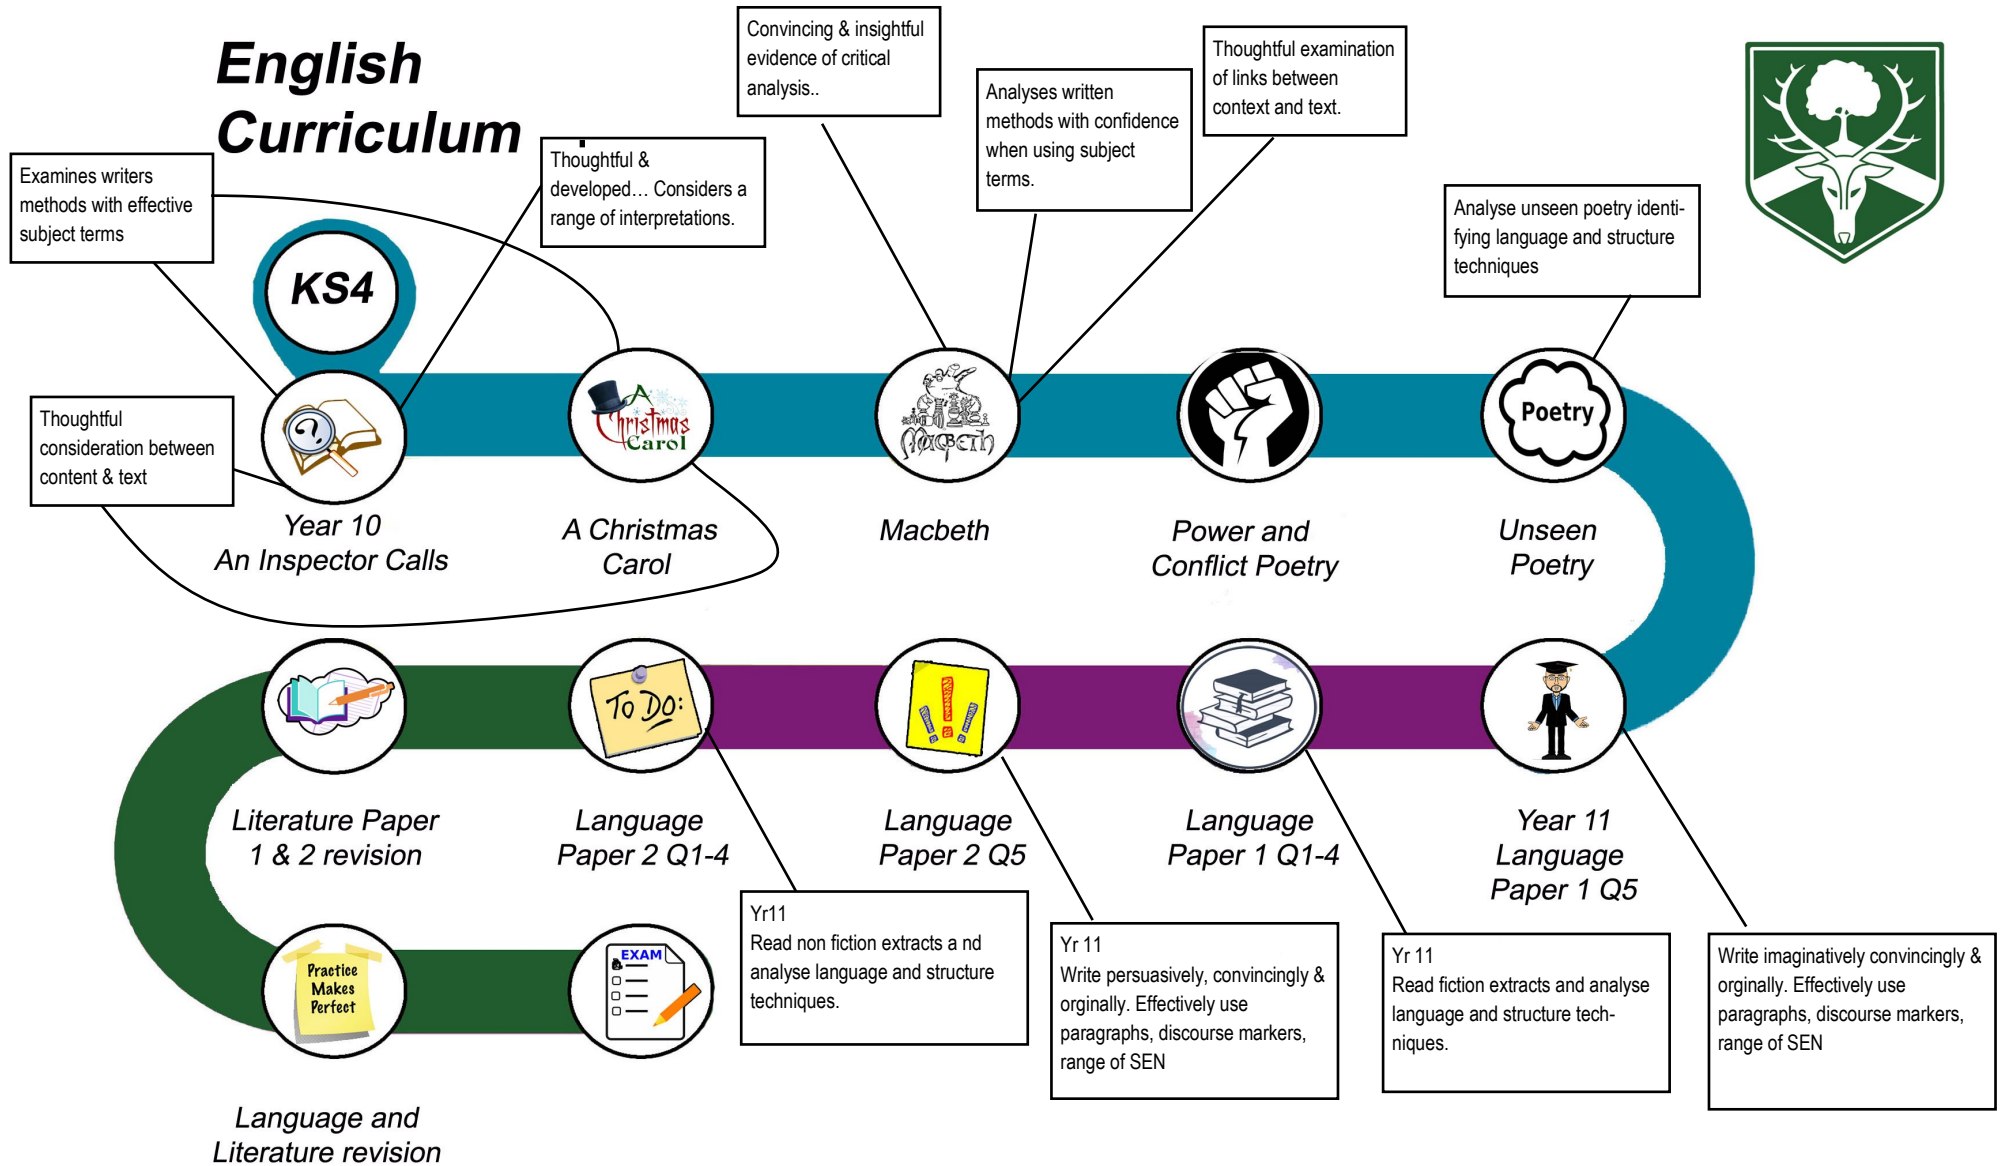 English
Curriculum
Convincing & insightful
evidence of critical
analysis..
Analyses written
methods with confidence
when using subject
terms.
Thoughtful examination
of links between
context and text.
Examines writers
methods with effective
subject terms
Thoughtful &
developed… Considers a
range of interpretations.
Analyse unseen poetry identi-
fying language and structure
techniques
KS4
Thoughtful
consideration between
content & text
?
A
Christmas
Carol
Macbeth
Poetry
Year 10
An Inspector Calls
A Christmas
Carol
Macbeth
Power and
Conflict Poetry
Unseen
Poetry
To Do:
Literature Paper
1 & 2 revision
Language
Paper 2 Q1-4
Language
Paper 2 Q5
Language
Paper 1 Q1-4
Year 11
Language
Paper 1 Q5
Yr11
Read non fiction extracts a nd
analyse language and structure
techniques.
Yr 11
Write persuasively, convincingly &
orginally. Effectively use
paragraphs, discourse markers,
range of SEN
Yr 11
Read fiction extracts and analyse
language and structure tech-
niques.
Write imaginatively convincingly &
orginally. Effectively use
paragraphs, discourse markers,
range of SEN
Practice
Makes
Perfect
EXAM
Language and
Literature revision